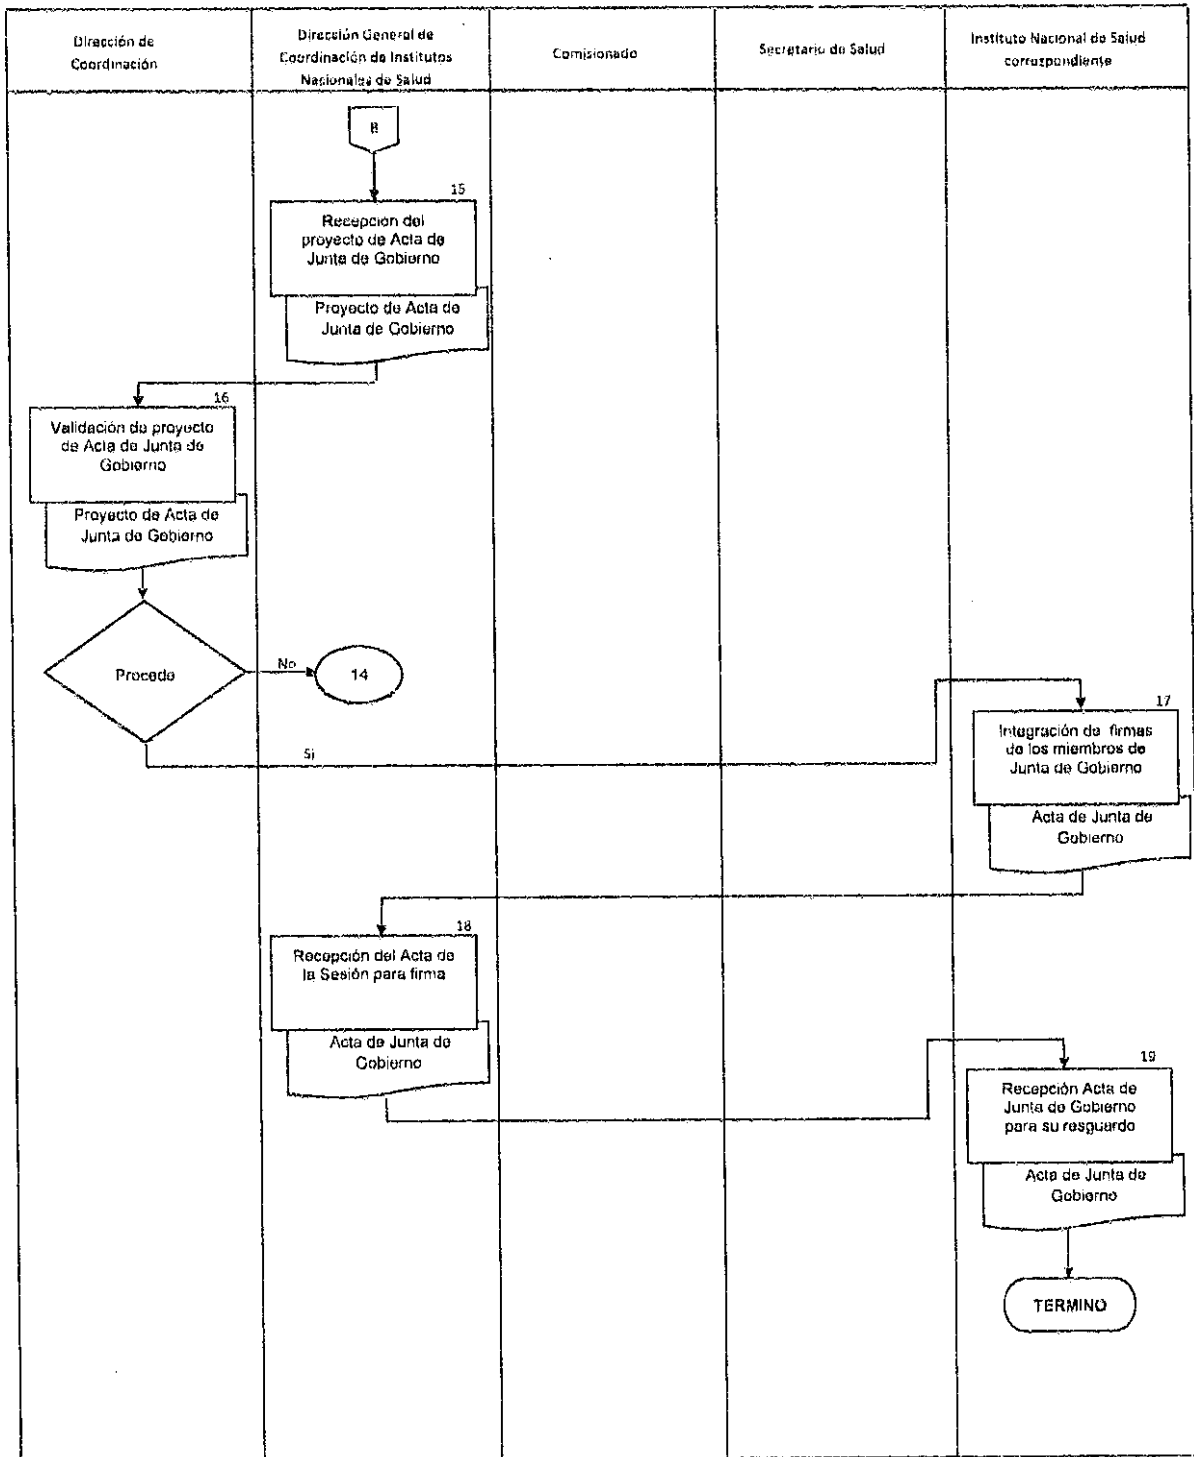 Dirección de
Coordinación
Dirección General de
Coordinación de Institutos
Nacionales de Salud
Comisionado
Secretario de Salud
Instituto Nacional de Salud
correspondiente
B
15
Recepción del
proyecto de Acta de
Junta de Gobierno
Proyecto de Acta de
Junta de Gobierno
16
Validación de proyecto
de Acta de Junta de
Gobierno
Proyecto de Acta de
Junta de Gobierno
Procede
No
14
Si
17
Integración de firmas
de los miembros de
Junta de Gobierno
Acta de Junta de
Gobierno
18
Recepción del Acta de
la Sesión para firma
Acta de Junta de
Gobierno
19
Recepción Acta de
Junta de Gobierno
para su resguardo
Acta de Junta de
Gobierno
TERMINO